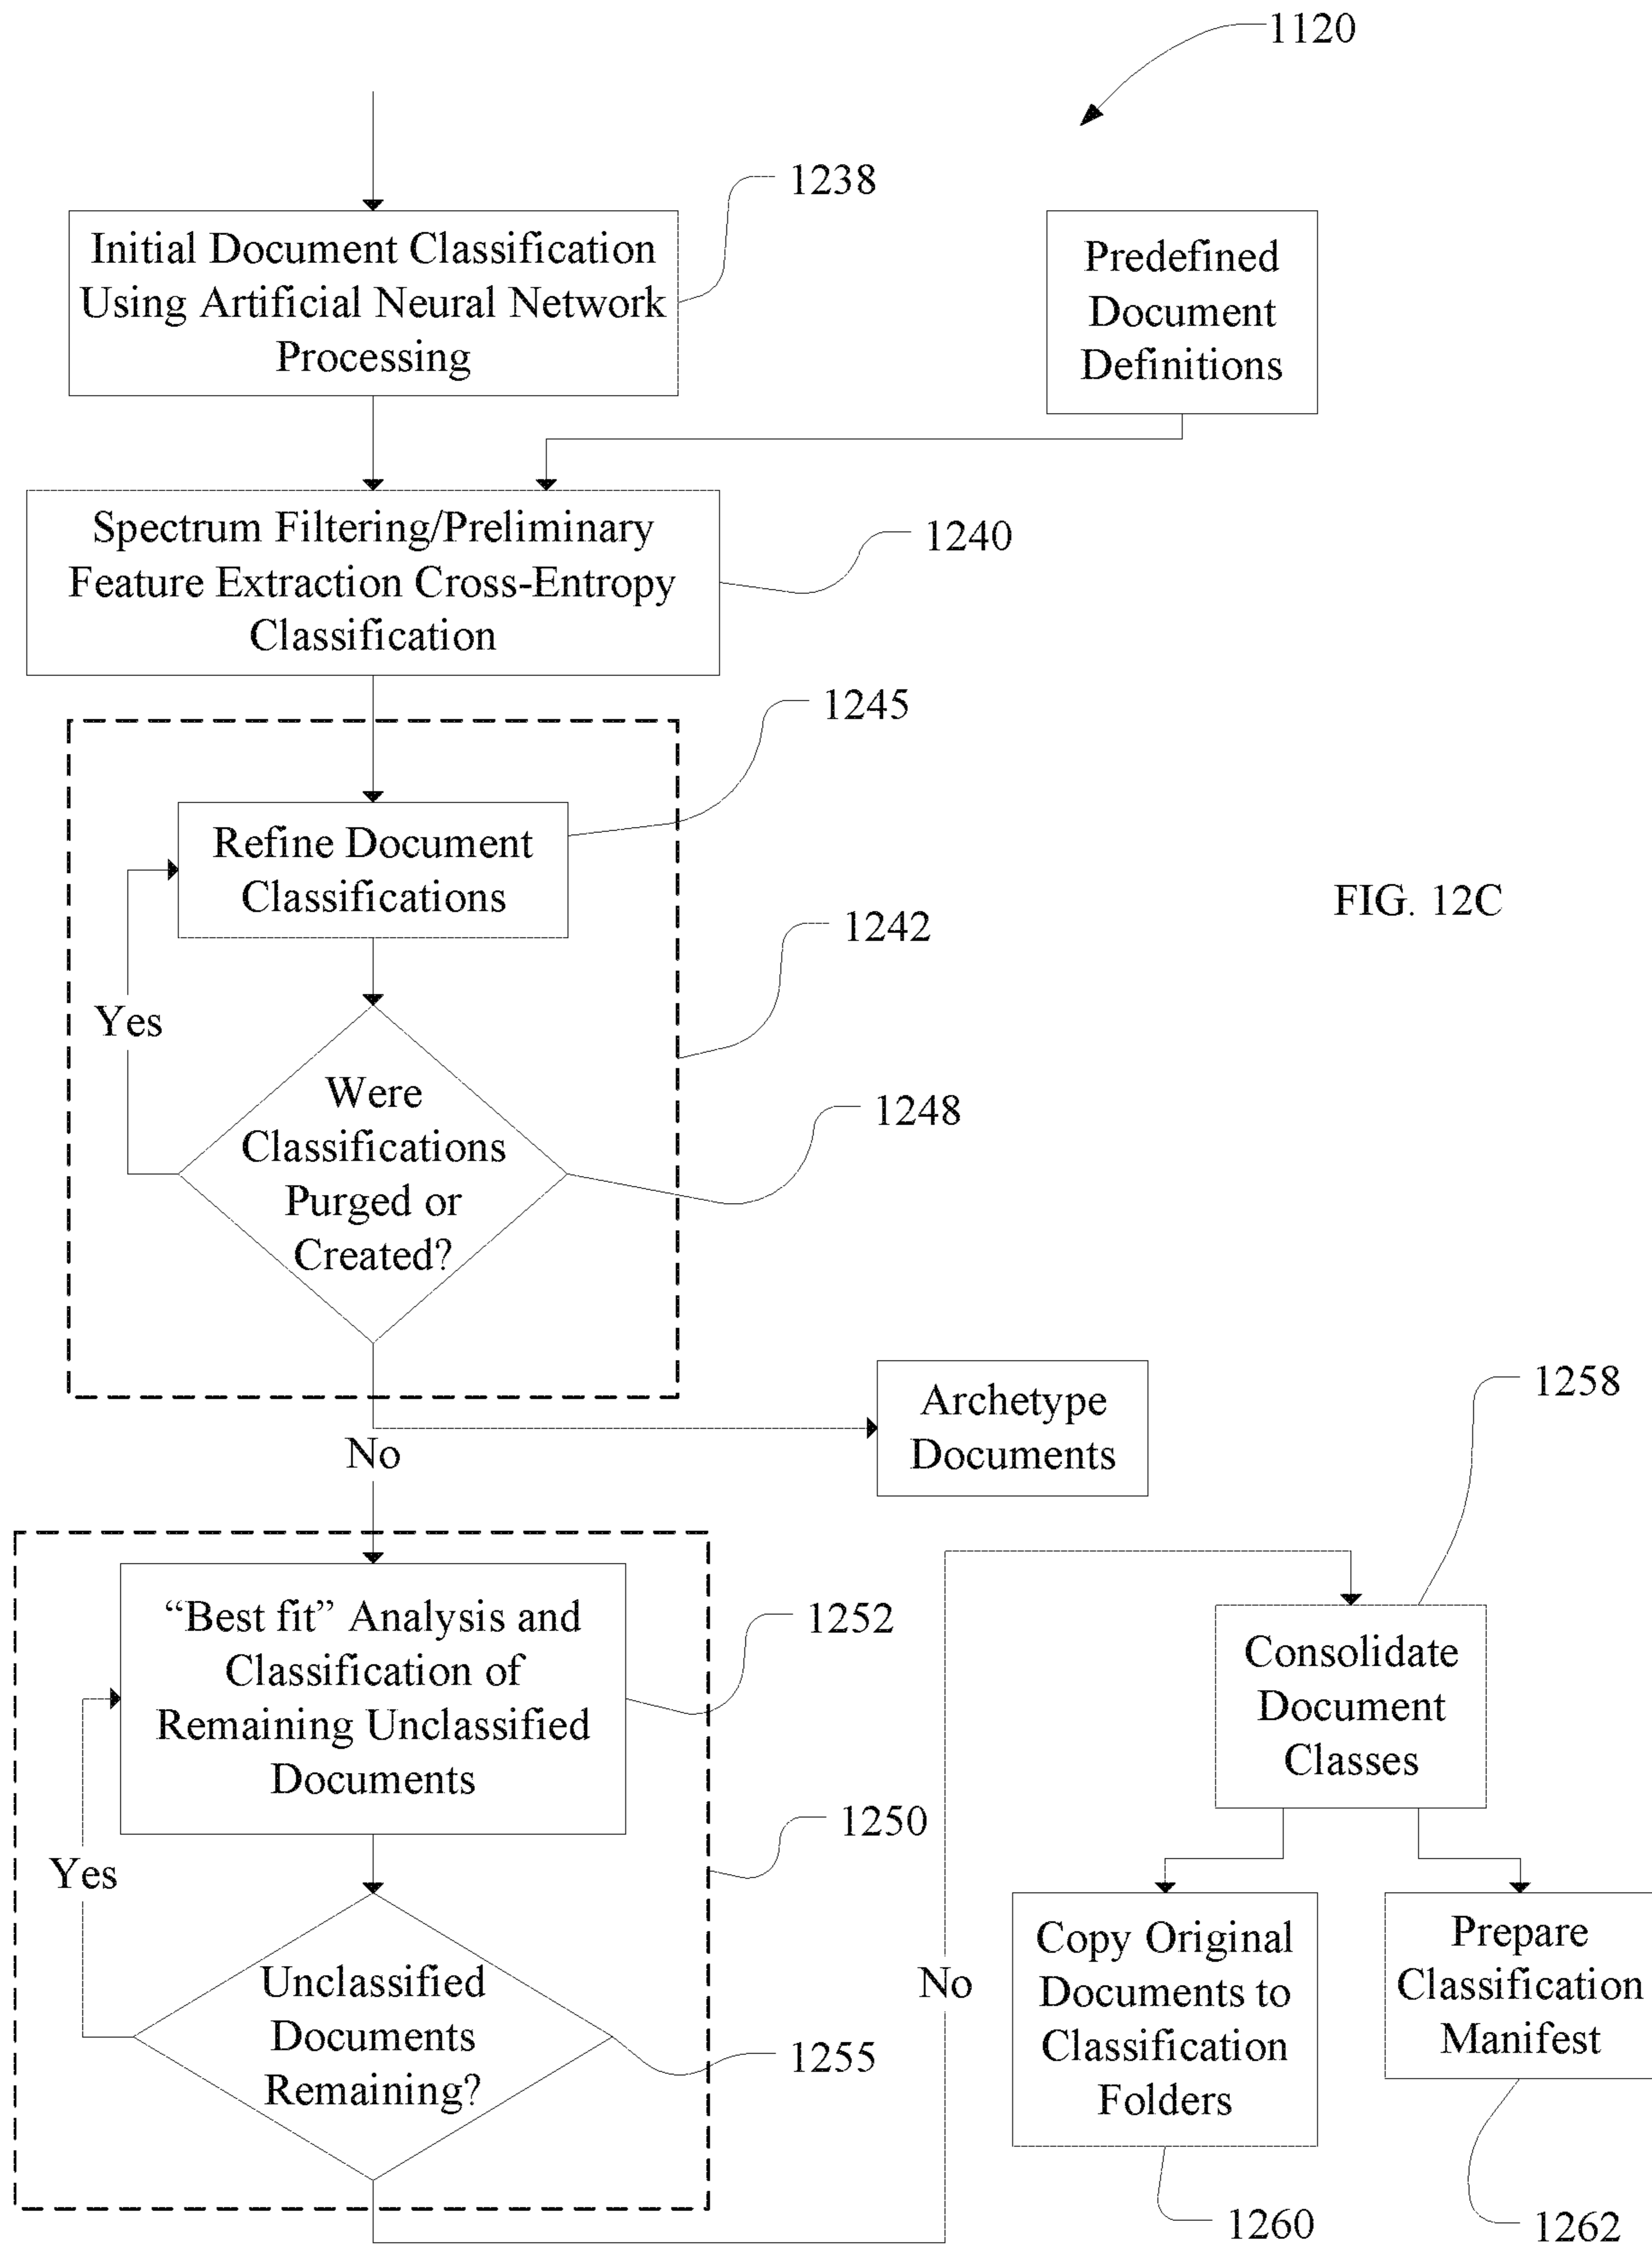 1120
1238
Initial Document Classification
Using Artificial Neural Network
Processing
Predefined
Document
Definitions
Spectrum Filtering/Preliminary
Feature Extraction Cross-Entropy
Classification
1240
1245
Refine Document
Classifications
FIG. 12C
1242
Yes
Were
Classifications
Purged or
Created?
1248
Archetype
Documents
No
1258
“Best fit” Analysis and
Classification of
Remaining Unclassified
Documents
1252
Consolidate
Document
Classes
1250
Yes
Unclassified
Documents
Remaining?
1255
No
Copy Original
Documents to
Classification
Folders
Prepare
Classification
Manifest
1260
1262